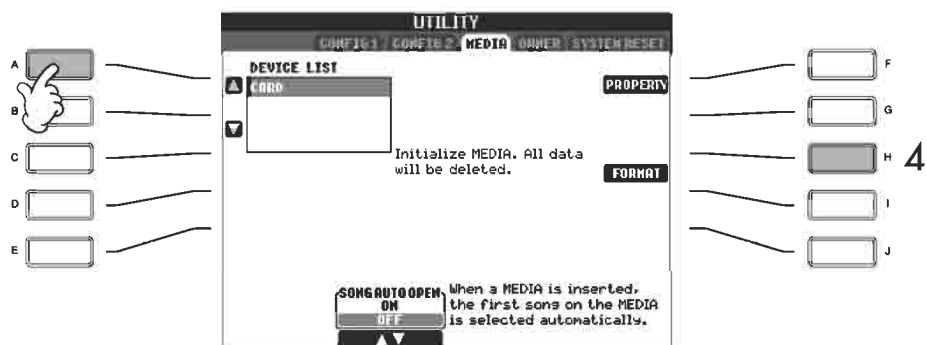 UTILITY
CONFIG 1 CONFIG 2 MEDIA OWNER SYSTEM RESET
DEVICE LIST
CARD
PROPERTY
Initialize MEDIA. All data
will be deleted.
FORMAT
SONG AUTO OPEN
ON
OFF
When a MEDIA is inserted,
the first song on the MEDIA
is selected automatically.
A
B
C
D
E
F
G
H 4
I
J